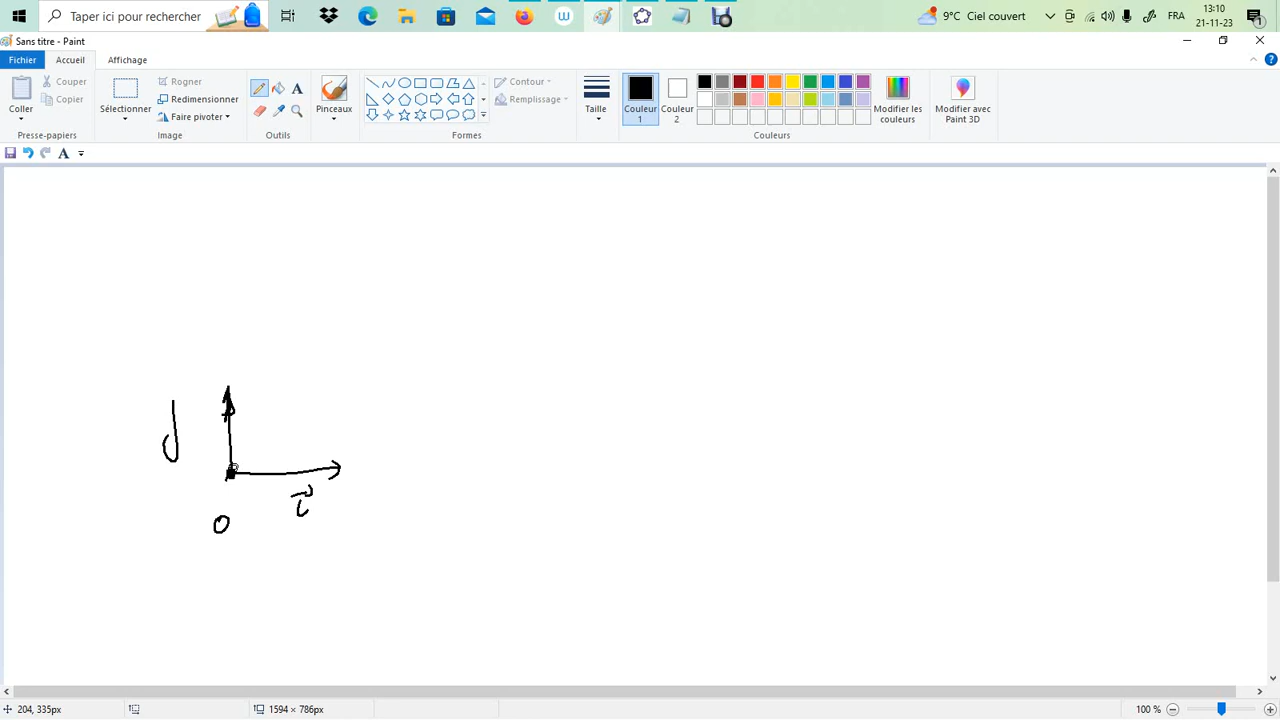 Taper ici pour rechercher
9°C Ciel couvert
FRA
13:10
21-11-23
1
Sans titre - Paint
Fichier
Accueil
Affichage
Coller
Couper
Copier
Presse-papiers
Sélectionner
Rogner
Redimensionner
Faire pivoter
Image
A
Outils
Pinceaux
Formes
Contour
Remplissage
Taille
Couleur 1
Couleur 2
Couleurs
Modifier les couleurs
Modifier avec Paint 3D
A
j
O
i⃗
204, 335px
1594 × 786px
100 %